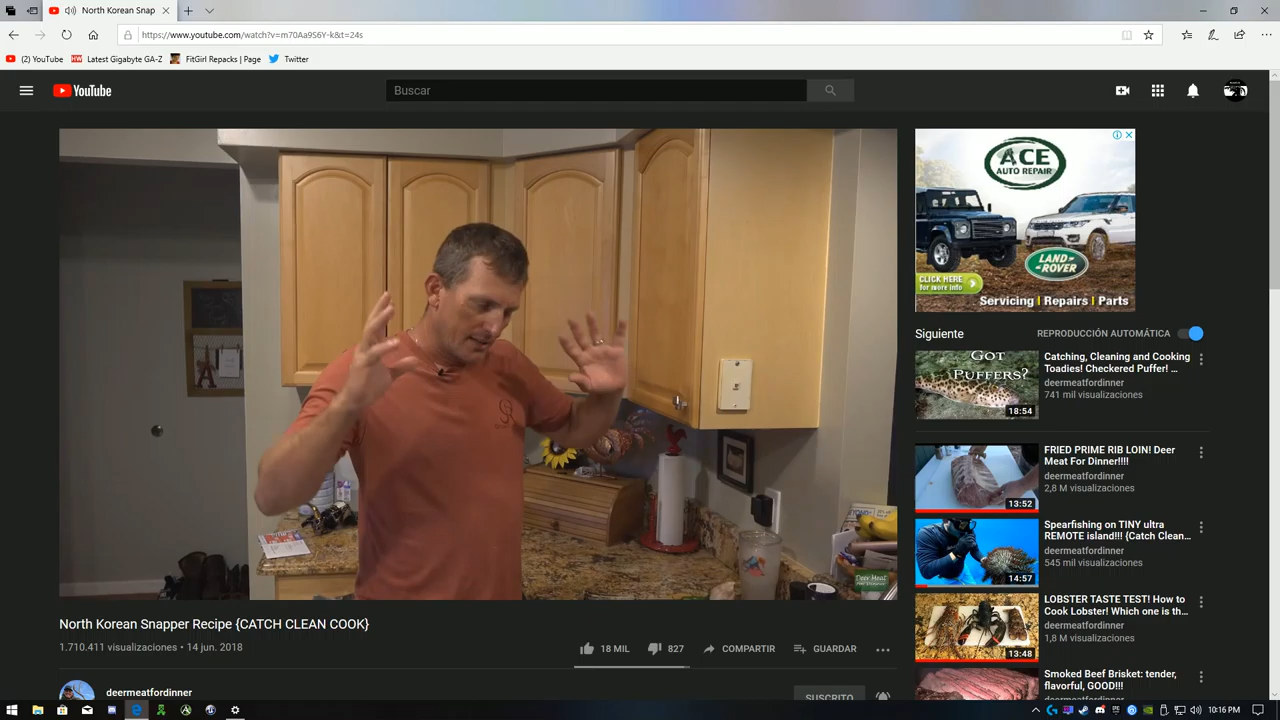 North Korean Snap
https://www.youtube.com/watch?v=m70Aa9S6Y-k&t=24s
(2) YouTube
Latest Gigabyte GA-Z
FitGirl Repacks | Page
Twitter
YouTube
Buscar
ACE
AUTO REPAIR
LAND-
ROVER
CLICK HERE
for more info
Servicing | Repairs | Parts
Siguiente
REPRODUCCIÓN AUTOMÁTICA
GOT
PUFFERS?
18:54
Catching, Cleaning and Cooking
Toadies! Checkered Puffer! ...
deermeatfordinner
741 mil visualizaciones
13:52
FRIED PRIME RIB LOIN! Deer
Meat For Dinner!!!!
deermeatfordinner
2,8 M visualizaciones
14:57
Spearfishing on TINY ultra
REMOTE island!!! {Catch Clean...
deermeatfordinner
545 mil visualizaciones
13:48
LOBSTER TASTE TEST! How to
Cook Lobster! Which one is th...
deermeatfordinner
1,8 M visualizaciones
Smoked Beef Brisket: tender,
flavorful, GOOD!!!
deermeatfordinner
Deer Meat
North Korean Snapper Recipe {CATCH CLEAN COOK}
1.710.411 visualizaciones • 14 jun. 2018
18 MIL
827
COMPARTIR
GUARDAR
deermeatfordinner
SUSCRITO
10:16 PM